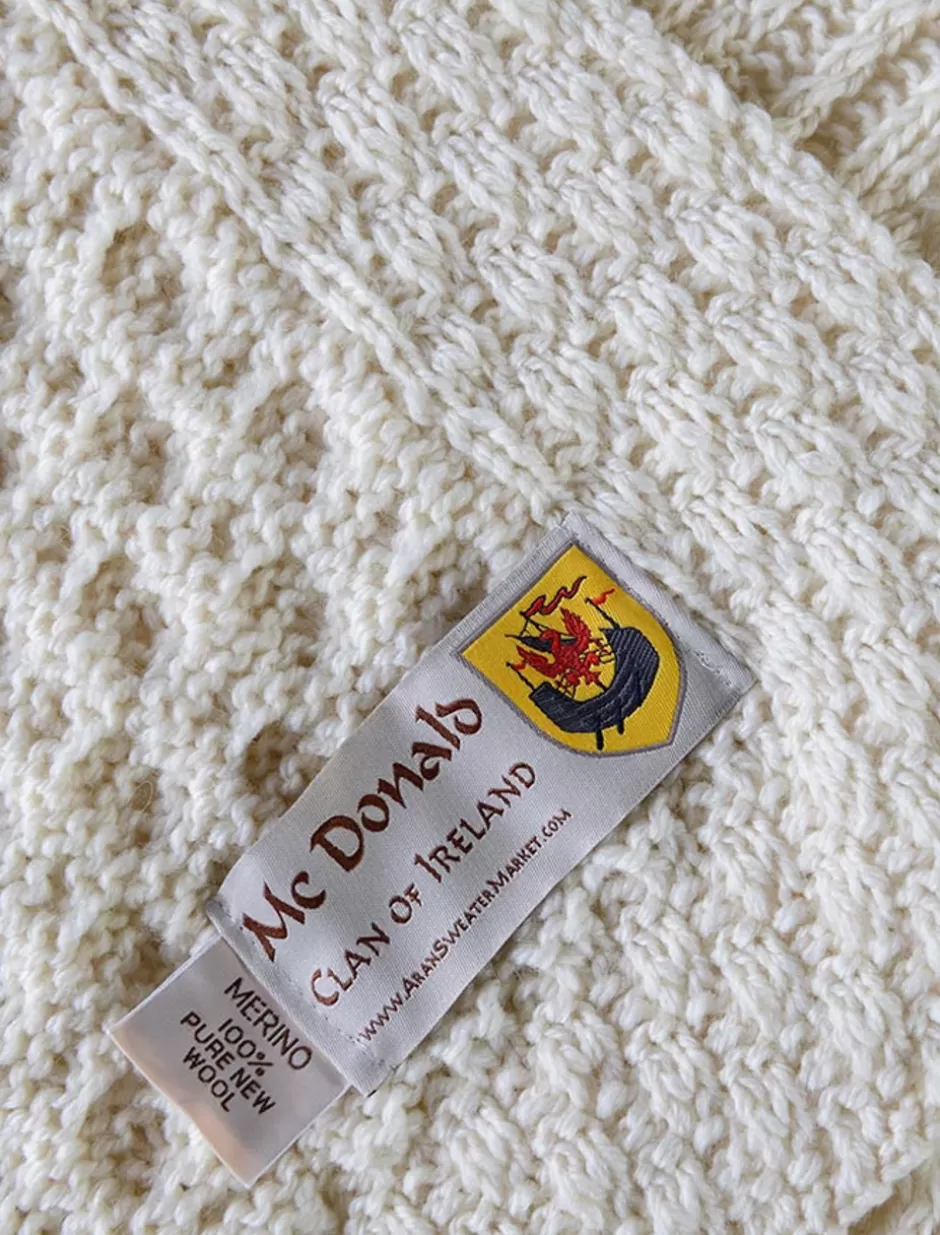 Mc Donald
CLAN OF IRELAND
WWW.ARANSWEATERMARKET.COM
MERINO
100%
PURE NEW
WOOL